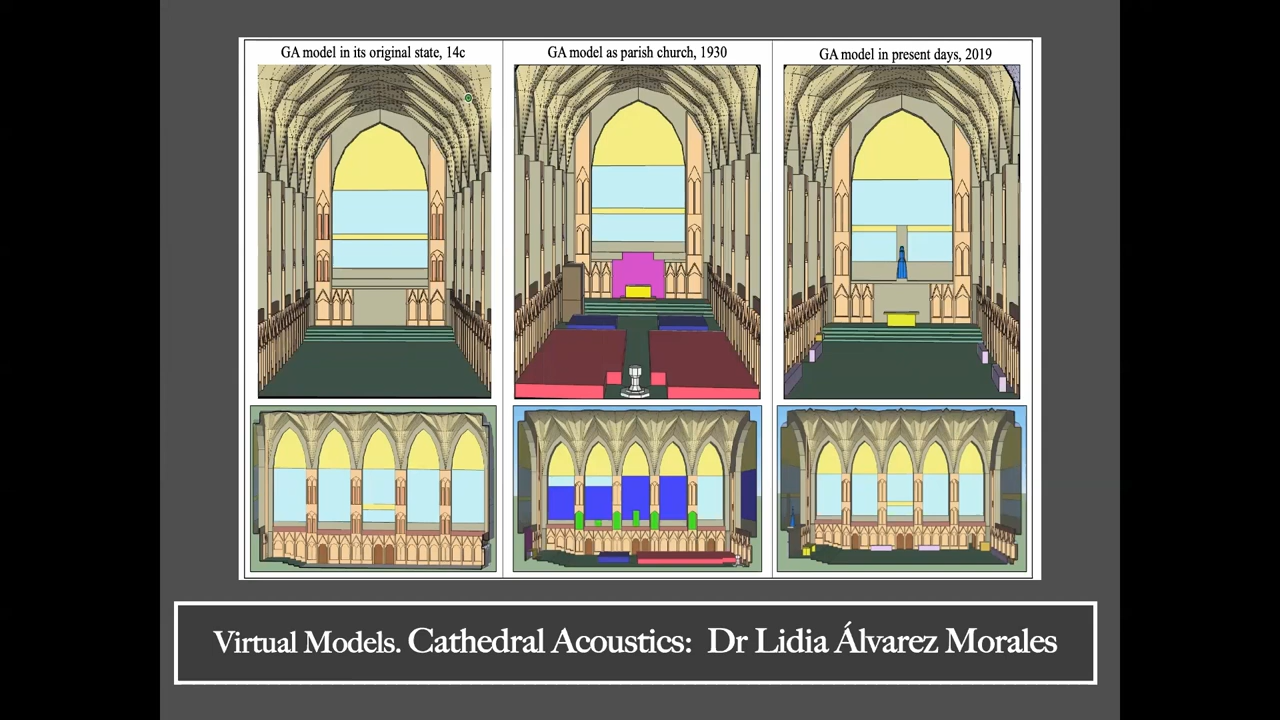 GA model in its original state, 14c
GA model as parish church, 1930
GA model in present days, 2019
Virtual Models. Cathedral Acoustics: Dr Lidia Álvarez Morales